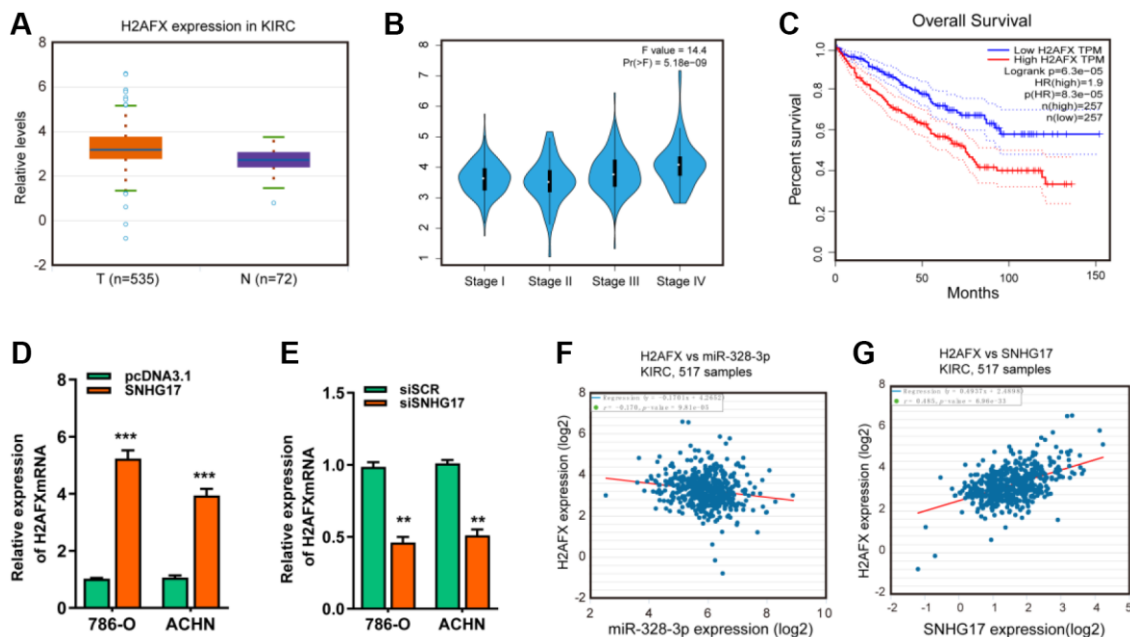 A
H2AFX expression in KIRC
Relative levels
8
6
4
2
0
-2
T (n=535)
N (n=72)
B
F value = 14.4
Pr(>F) = 5.18e-09
8
7
6
5
4
3
2
1
Stage I
Stage II
Stage III
Stage IV
C
Overall Survival
Low H2AFX TPM
High H2AFX TPM
Logrank p=6.3e-05
HR(high)=1.9
p(HR)=8.3e-05
n(high)=257
n(low)=257
Percent survival
1.0
0.8
0.6
0.4
0.2
0.0
0
50
100
150
Months
D
pcDNA3.1
SNHG17
Relative expression
of H2AFXmRNA
8
6
4
2
0
***
***
786-O
ACHN
E
siSCR
siSNHG17
Relative expression
of H2AFXmRNA
1.5
1.0
0.5
0.0
**
**
786-O
ACHN
F
H2AFX vs miR-328-3p
KIRC, 517 samples
H2AFX expression (log2)
8
6
4
2
0
-2
2
4
6
8
10
miR-328-3p expression (log2)
G
H2AFX vs SNHG17
KIRC, 517 samples
H2AFX expression (log2)
8
6
4
2
0
-2
-2
-1
0
1
2
3
4
5
SNHG17 expression(log2)